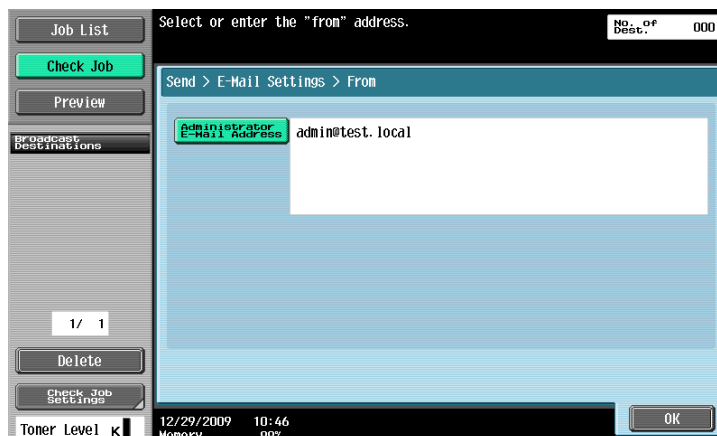 Job List
Check Job
Preview
Broadcast
Destinations
1/ 1
Delete
Check Job
Settings
Toner Level K
Select or enter the "from" address.
No. of
Dest. 000
Send > E-Mail Settings > From
Administrator
E-Mail Address
admin@test.local
12/29/2009 10:46
Memory 00%
OK